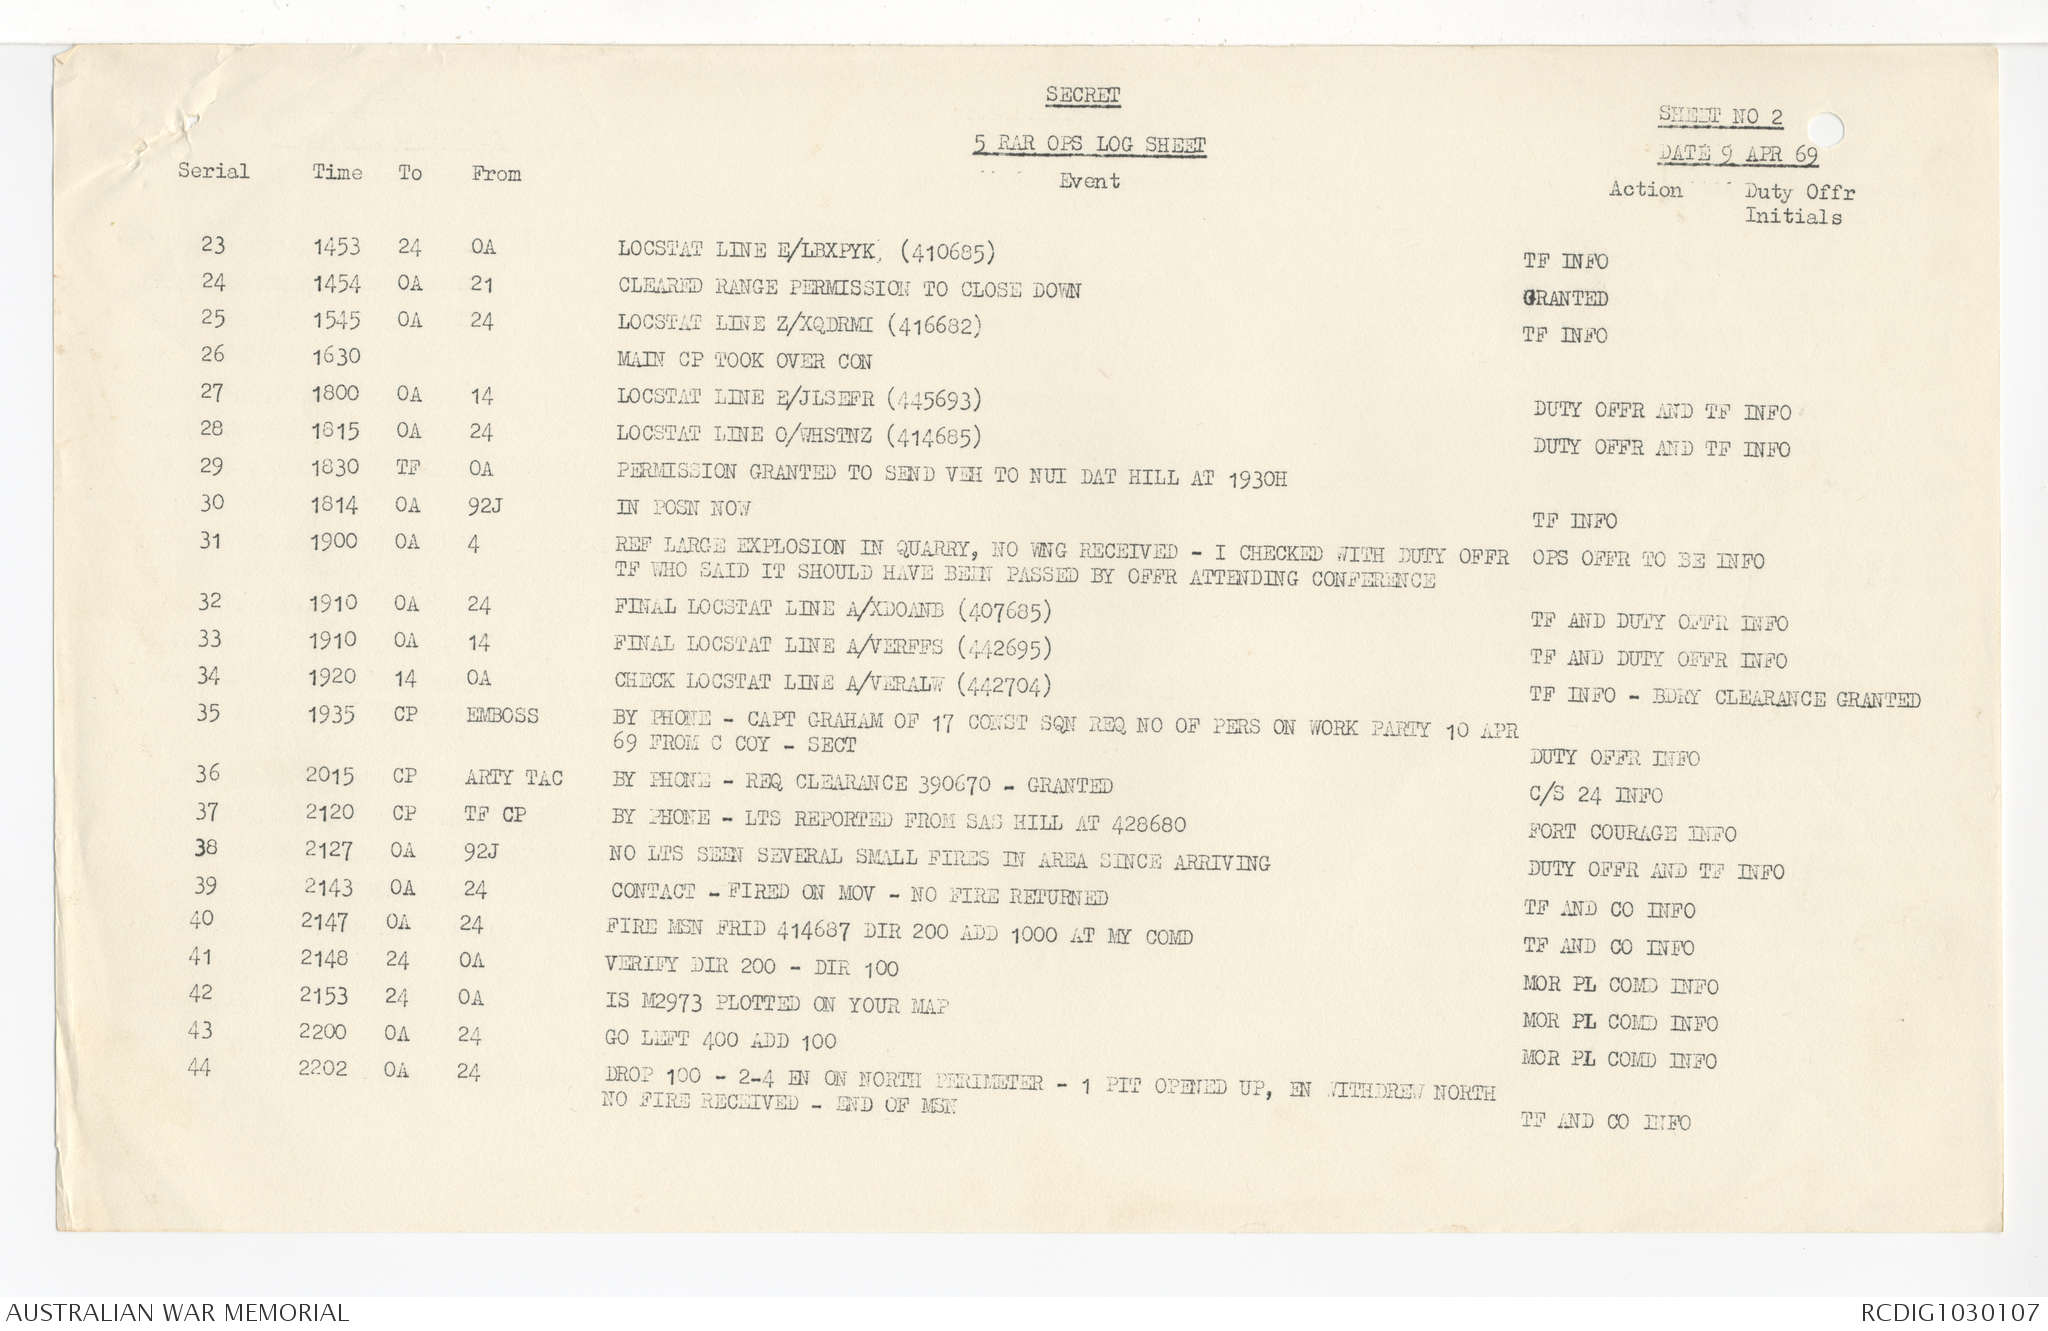 SECRET
SHEET NO 2
5 RAR OPS LOG SHEET
DATE 9 APR 69
Serial Time To From Event Action Duty Offr
Initials
23 1453 24 OA LOCSTAT LINE E/LBXPYK, (410685) TF INFO
24 1454 OA 21 CLEARED RANGE PERMISSION TO CLOSE DOWN GRANTED
25 1545 OA 24 LOCSTAT LINE Z/XQDRMI (416682) TF INFO
26 1630 MAIN CP TOOK OVER CON
27 1800 OA 14 LOCSTAT LINE E/JLSEFR (445693) DUTY OFFR AND TF INFO
28 1815 OA 24 LOCSTAT LINE O/WHSTNZ (414685) DUTY OFFR AND TF INFO
29 1830 TF OA PERMISSION GRANTED TO SEND VEH TO NUI DAT HILL AT 1930H
30 1814 OA 92J IN POSN NOW TF INFO
31 1900 OA 4 REF LARGE EXPLOSION IN QUARRY, NO WNG RECEIVED - I CHECKED WITH DUTY OFFR OPS OFFR TO BE INFO
TF WHO SAID IT SHOULD HAVE BEEN PASSED BY OFFR ATTENDING CONFERENCE
32 1910 OA 24 FINAL LOCSTAT LINE A/XDOANB (407685) TF AND DUTY OFFR INFO
33 1910 OA 14 FINAL LOCSTAT LINE A/VERFFS (442695) TF AND DUTY OFFR INFO
34 1920 14 OA CHECK LOCSTAT LINE A/VERALW (442704) TF INFO - BDRY CLEARANCE GRANTED
35 1935 CP EMBOSS BY PHONE - CAPT GRAHAM OF 17 CONST SQN REQ NO OF PERS ON WORK PARTY 10 APR
69 FROM C COY - SECT DUTY OFFR INFO
36 2015 CP ARTY TAC BY PHONE - REQ CLEARANCE 390670 - GRANTED C/S 24 INFO
37 2120 CP TF CP BY PHONE - LTS REPORTED FROM SAS HILL AT 428680 FORT COURAGE INFO
38 2127 OA 92J NO LTS SEEN SEVERAL SMALL FIRES IN AREA SINCE ARRIVING DUTY OFFR AND TF INFO
39 2143 OA 24 CONTACT - FIRED ON MOV - NO FIRE RETURNED TF AND CO INFO
40 2147 OA 24 FIRE MSN FRID 414687 DIR 200 ADD 1000 AT MY COMD TF AND CO INFO
41 2148 24 OA VERIFY DIR 200 - DIR 100 MOR PL COMD INFO
42 2153 24 OA IS M2973 PLOTTED ON YOUR MAP MOR PL COMD INFO
43 2200 OA 24 GO LEFT 400 ADD 100 MOR PL COMD INFO
44 2202 OA 24 DROP 100 - 2-4 EN ON NORTH PERIMETER - 1 PIT OPENED UP, EN WITHDREW NORTH
NO FIRE RECEIVED - END OF MSN TF AND CO INFO
AUSTRALIAN WAR MEMORIAL RCDIG1030107